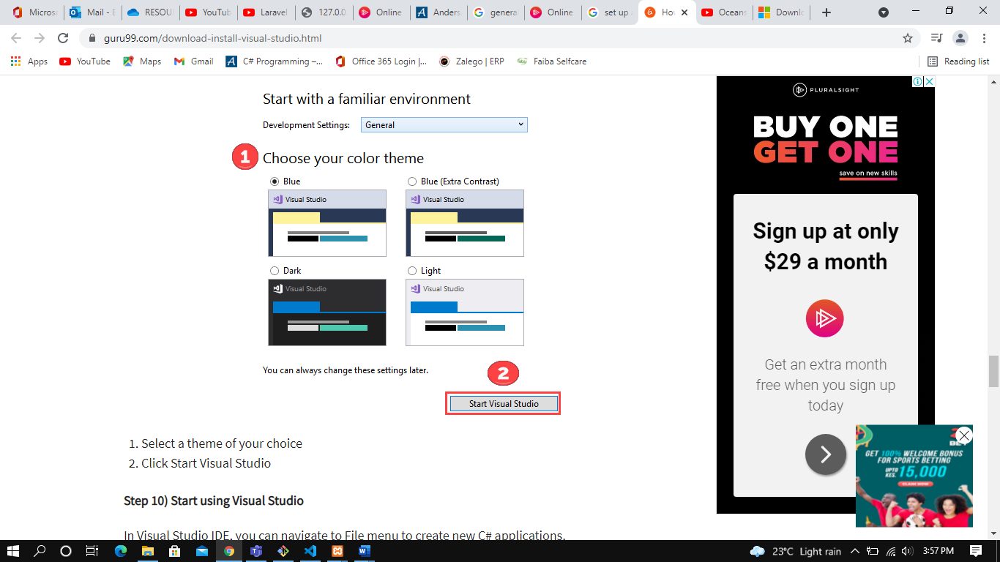 Microso
Mail - E
RESOU
YouTu
Laravel
127.0.0
Online
Anders
genera
Online
set up
Hov
Oceans
Downlo
guru99.com/download-install-visual-studio.html
Apps
YouTube
Maps
Gmail
C# Programming –...
Office 365 Login |...
Zalego | ERP
Faiba Selfcare
Reading list
Start with a familiar environment
Development Settings: General
1 Choose your color theme
Blue
Blue (Extra Contrast)
Visual Studio
Visual Studio
Dark
Light
Visual Studio
Visual Studio
You can always change these settings later.
2
Start Visual Studio
1. Select a theme of your choice
2. Click Start Visual Studio
Step 10) Start using Visual Studio
In Visual Studio IDE, you can navigate to File menu to create new C# applications.
PLURALSIGHT
BUY ONE
GET ONE
save on new skills
Sign up at only
$29 a month
Get an extra month
free when you sign up
today
BET
GET 100% WELCOME BONUS
FOR SPORTS BETTING
UPTO
KES. 15,000
CLAIM NOW
23°C Light rain
3:57 PM